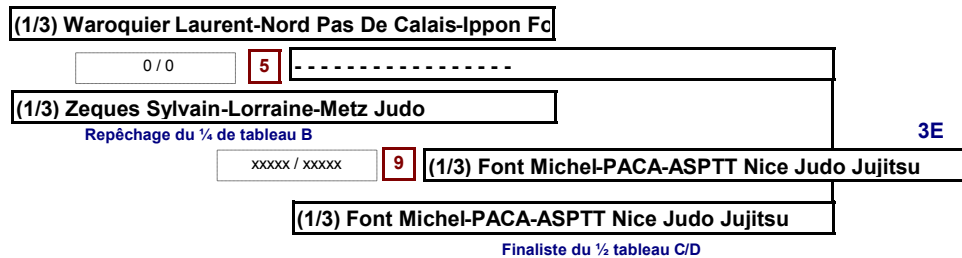 (1/3) Waroquier Laurent-Nord Pas De Calais-Ippon
0 / 0 5 - - - - - - - - - - - - - - - - -
(1/3) Zeques Sylvain-Lorraine-Metz Judo
Repêchage du ¼ de tableau B
3E
xxxxx / xxxxx 9 (1/3) Font Michel-PACA-ASPTT Nice Judo Jujitsu
(1/3) Font Michel-PACA-ASPTT Nice Judo Jujitsu
Finaliste du ½ tableau C/D